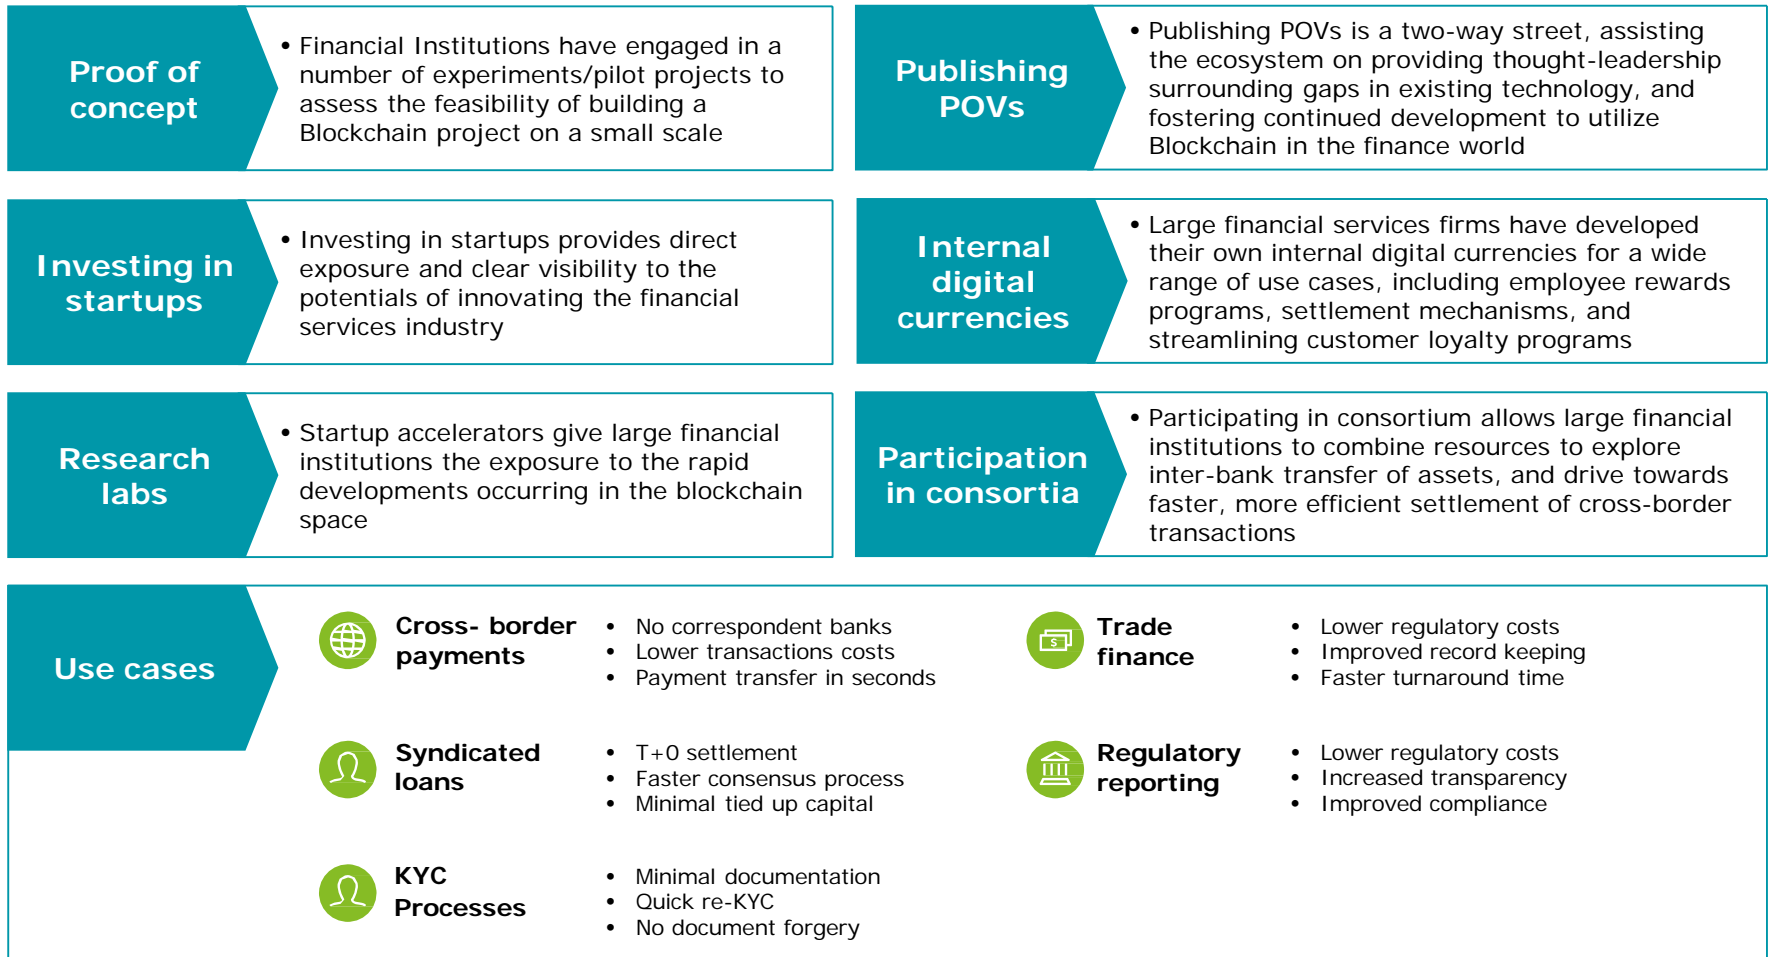 Proof of
concept
• Financial Institutions have engaged in a
number of experiments/pilot projects to
assess the feasibility of building a
Blockchain project on a small scale
Publishing
POVs
• Publishing POVs is a two-way street, assisting
the ecosystem on providing thought-leadership
surrounding gaps in existing technology, and
fostering continued development to utilize
Blockchain in the finance world
Investing in
startups
• Investing in startups provides direct
exposure and clear visibility to the
potentials of innovating the financial
services industry
Internal
digital
currencies
• Large financial services firms have developed
their own internal digital currencies for a wide
range of use cases, including employee rewards
programs, settlement mechanisms, and
streamlining customer loyalty programs
Research
labs
• Startup accelerators give large financial
institutions the exposure to the rapid
developments occurring in the blockchain
space
Participation
in consortia
• Participating in consortium allows large financial
institutions to combine resources to explore
inter-bank transfer of assets, and drive towards
faster, more efficient settlement of cross-border
transactions
Use cases
Cross- border
payments
• No correspondent banks
• Lower transactions costs
• Payment transfer in seconds
Trade
finance
• Lower regulatory costs
• Improved record keeping
• Faster turnaround time
Syndicated
loans
• T+0 settlement
• Faster consensus process
• Minimal tied up capital
Regulatory
reporting
• Lower regulatory costs
• Increased transparency
• Improved compliance
KYC
Processes
• Minimal documentation
• Quick re-KYC
• No document forgery